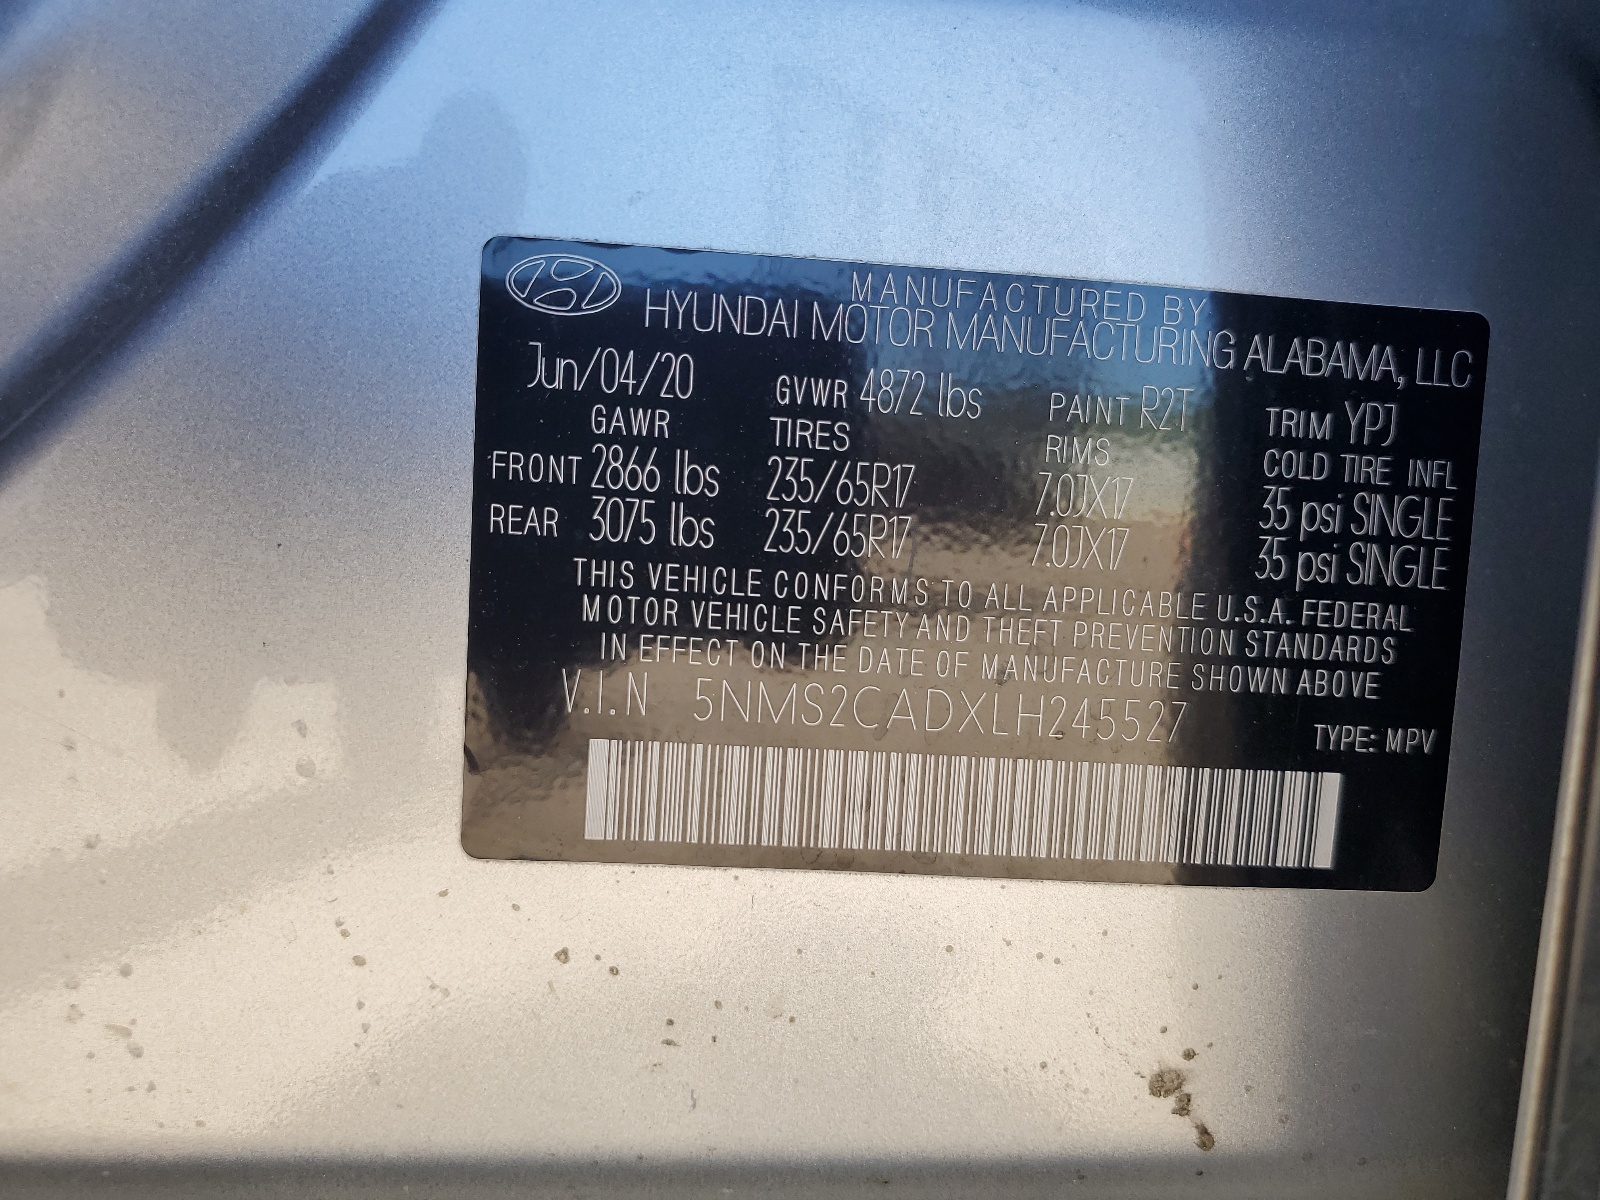 MANUFACTURED BY
HYUNDAI MOTOR MANUFACTURING ALABAMA, LLC
Jun/04/20 GVWR 4872 lbs PAINT R2T TRIM YPJ
GAWR TIRES RIMS COLD TIRE INFL
FRONT 2866 lbs 235/65R17 7.0JX17 35 psi SINGLE
REAR 3075 lbs 235/65R17 7.0JX17 35 psi SINGLE
THIS VEHICLE CONFORMS TO ALL APPLICABLE U.S.A. FEDERAL
MOTOR VEHICLE SAFETY AND THEFT PREVENTION STANDARDS
IN EFFECT ON THE DATE OF MANUFACTURE SHOWN ABOVE
V.I.N 5NMS2CADXLH245527 TYPE: MPV